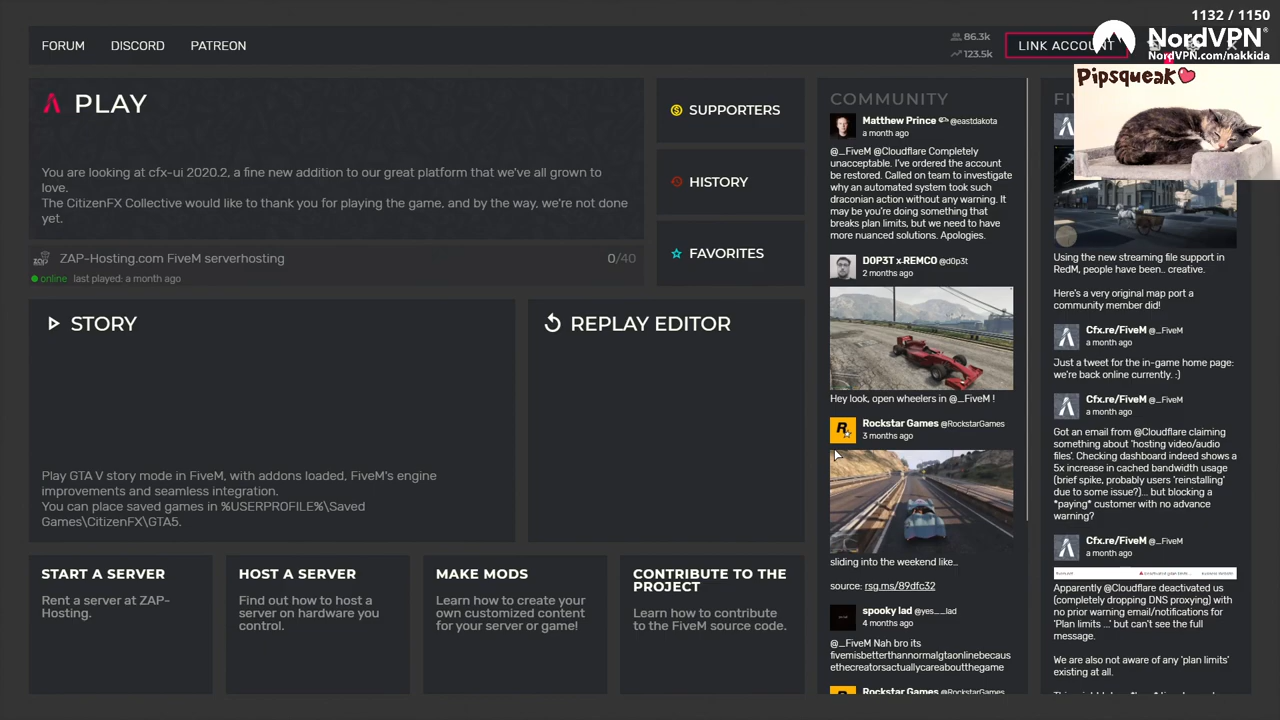 1132 / 1150
FORUM
DISCORD
PATREON
86.3k
123.5k
LINK ACCOUNT
NordVPN®
NordVPN.com/nakkida
Pipsqueak
PLAY
You are looking at cfx-ui 2020.2, a fine new addition to our great platform that we've all grown to
love.
The CitizenFX Collective would like to thank you for playing the game, and by the way, we're not done
yet.
zap
ZAP-Hosting.com FiveM serverhosting
0/40
online last played: a month ago
SUPPORTERS
HISTORY
FAVORITES
STORY
Play GTA V story mode in FiveM, with addons loaded, FiveM's engine
improvements and seamless integration.
You can place saved games in %USERPROFILE%\Saved
Games\CitizenFX\GTA5.
REPLAY EDITOR
START A SERVER
Rent a server at ZAP-
Hosting.
HOST A SERVER
Find out how to host a
server on hardware you
control.
MAKE MODS
Learn how to create your
own customized content
for your server or game!
CONTRIBUTE TO THE
PROJECT
Learn how to contribute
to the FiveM source code.
COMMUNITY
Matthew Prince @eastdakota
a month ago
@_FiveM @Cloudflare Completely
unacceptable. I've ordered the account
be restored. Called on team to investigate
why an automated system took such
draconian action without any warning. It
may be you're doing something that
breaks plan limits, but we need to have
more nuanced solutions. Apologies.
D0P3T x REMCO @d0p3t
2 months ago
Hey look, open wheelers in @_FiveM !
Rockstar Games @RockstarGames
3 months ago
sliding into the weekend like..
source: rsg.ms/89dfc32
spooky lad @yes__lad
4 months ago
@_FiveM Nah bro its
fivemisbetterthannormalgtaonlinebecaus
ethecreatorsactuallycareaboutthegame
Rockstar Games @RockstarGames
FI
Using the new streaming file support in
RedM, people have been.. creative.
Here's a very original map port a
community member did!
Cfx.re/FiveM @_FiveM
a month ago
Just a tweet for the in-game home page:
we're back online currently. :)
Cfx.re/FiveM @_FiveM
a month ago
Got an email from @Cloudflare claiming
something about 'hosting video/audio
files'. Checking dashboard indeed shows a
5x increase in cached bandwidth usage
(brief spike, probably users 'reinstalling'
due to some issue?)... but blocking a
*paying* customer with no advance
warning?
Cfx.re/FiveM @_FiveM
a month ago
Apparently @Cloudflare deactivated us
(completely dropping DNS proxying) with
no prior warning email/notifications for
'Plan limits ...' but can't see the full
message.
We are also not aware of any 'plan limits'
existing at all.